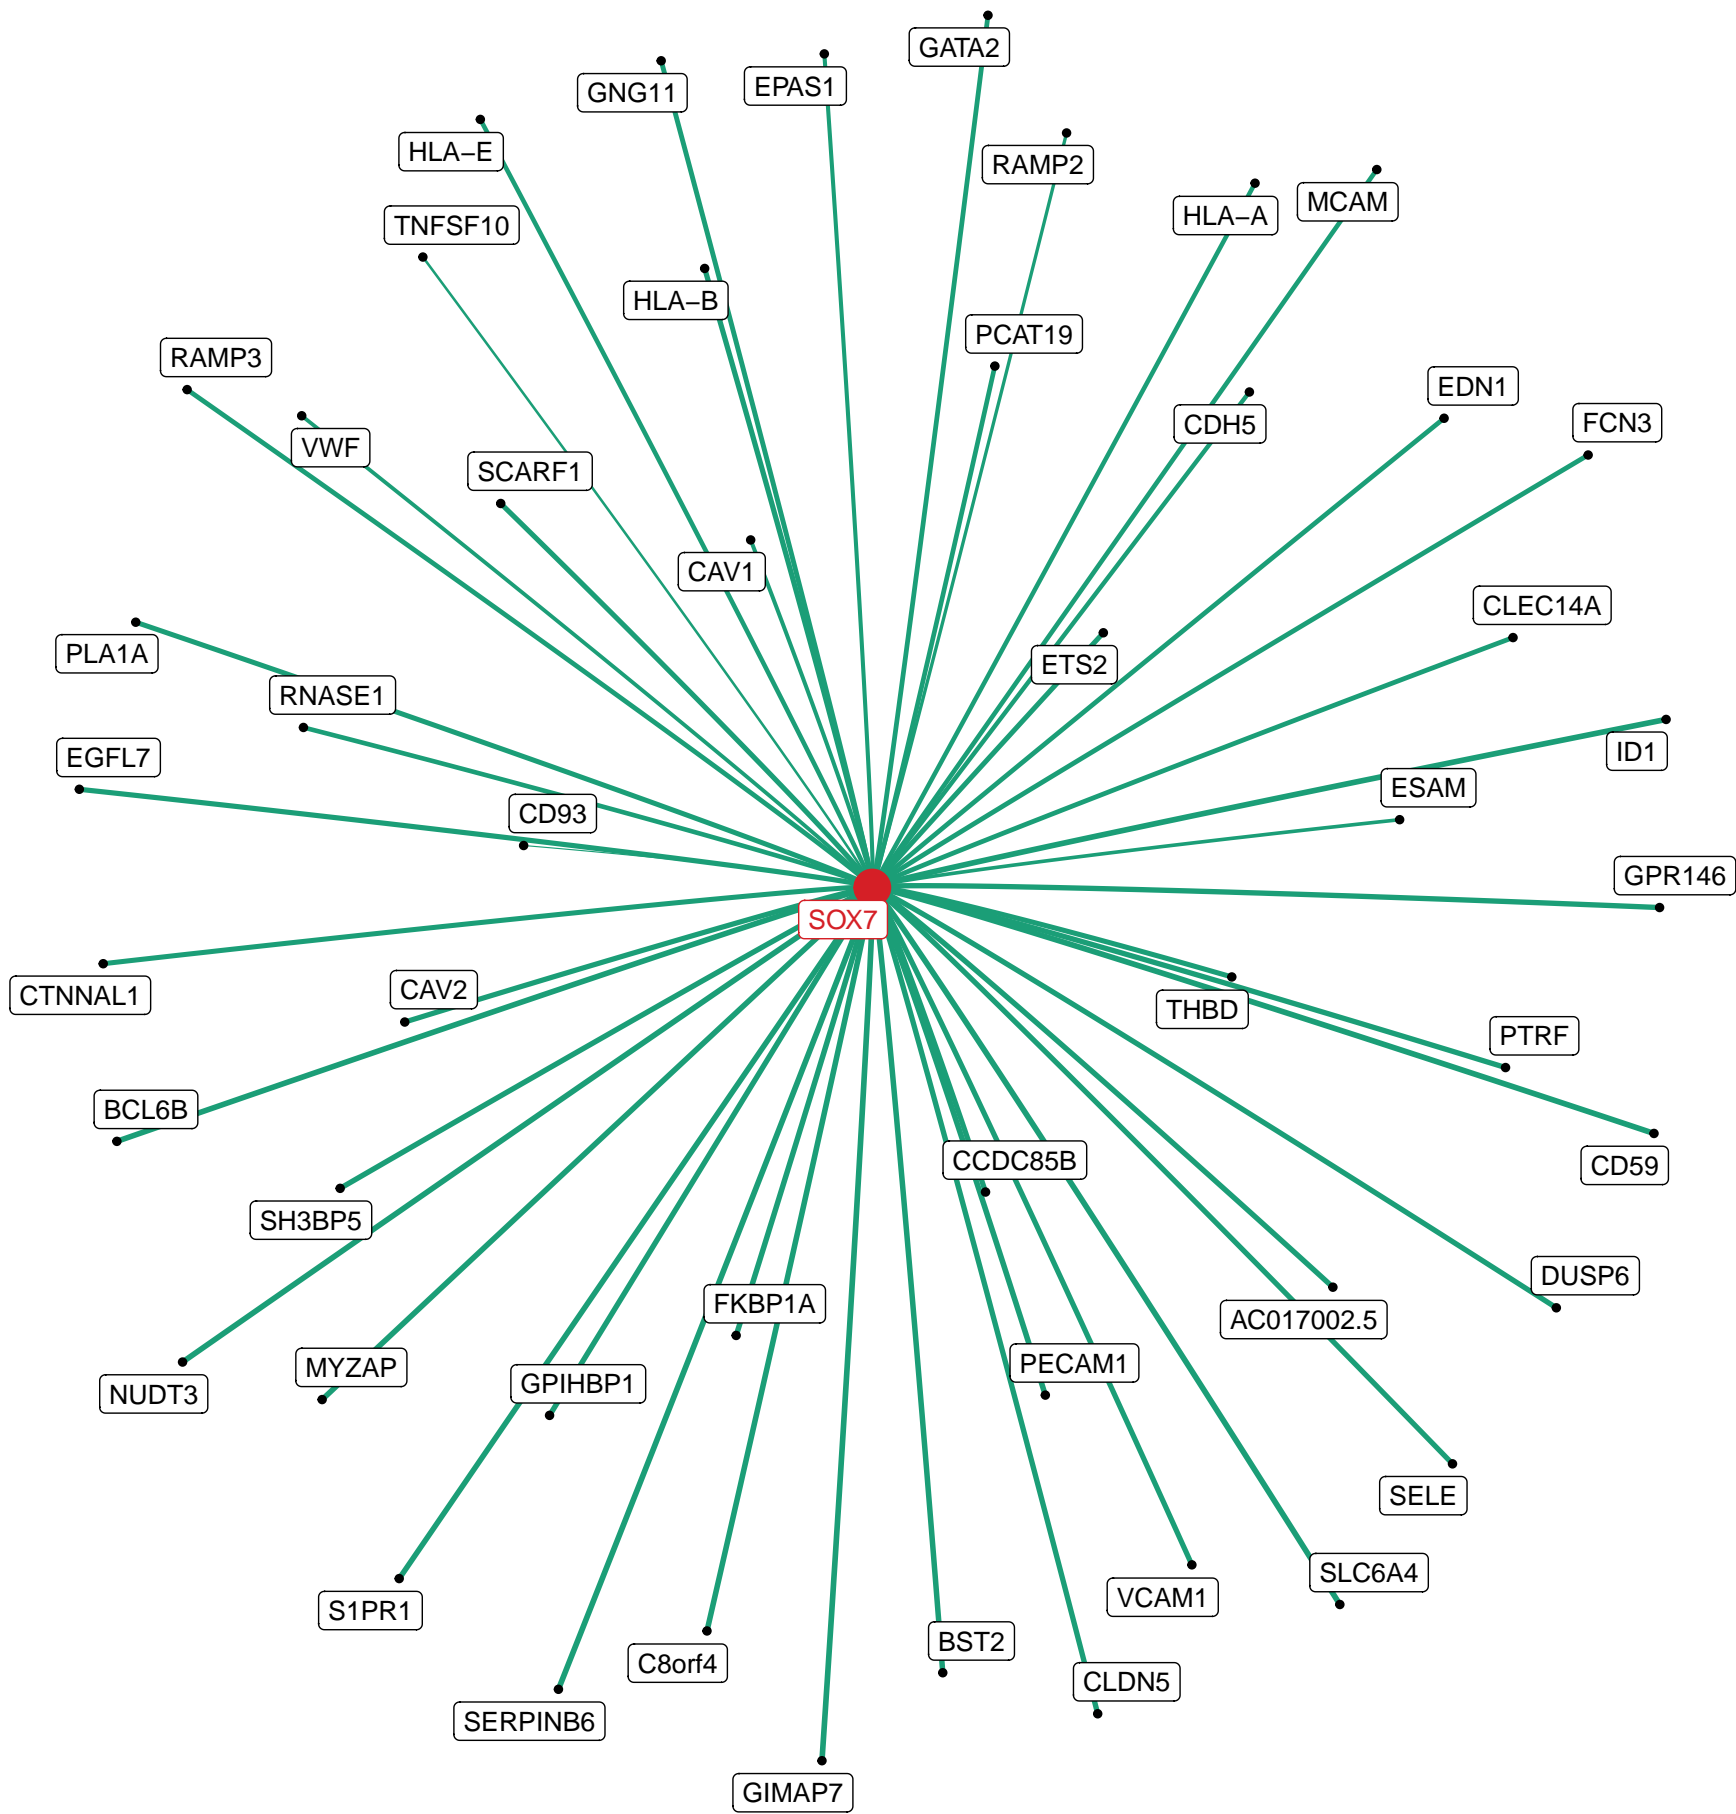 GATA2
EPAS1
GNG11
HLA−E
RAMP2
MCAM
HLA−A
TNFSF10
HLA−B
PCAT19
RAMP3
EDN1
FCN3
CDH5
VWF
SCARF1
CAV1
CLEC14A
PLA1A
ETS2
RNASE1
ID1
EGFL7
ESAM
CD93
GPR146
SOX7
CTNNAL1
CAV2
THBD
PTRF
BCL6B
CCDC85B
CD59
SH3BP5
DUSP6
FKBP1A
AC017002.5
PECAM1
MYZAP
GPIHBP1
NUDT3
SELE
SLC6A4
VCAM1
S1PR1
BST2
C8orf4
CLDN5
SERPINB6
GIMAP7